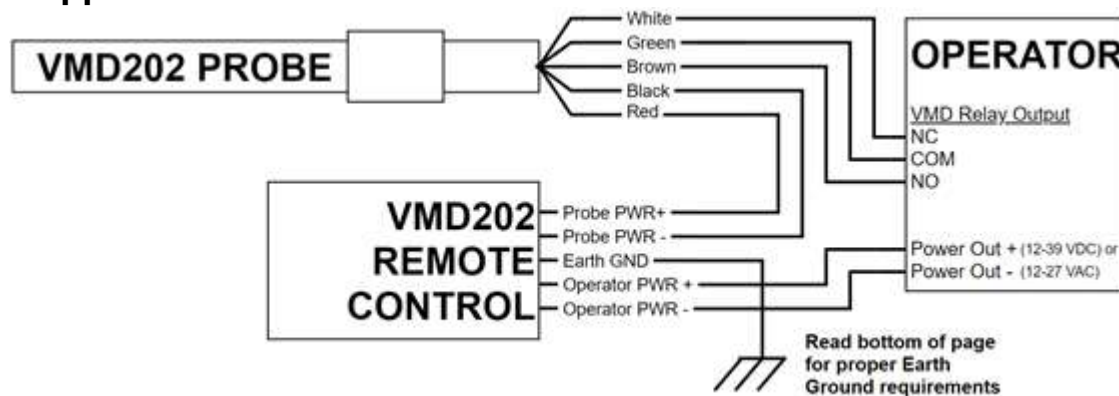 VMD202 PROBE
White
Green
Brown
Black
Red
OPERATOR
VMD Relay Output
NC
COM
NO
Power Out + (12-39 VDC) or
Power Out - (12-27 VAC)
VMD202
REMOTE
CONTROL
Probe PWR+
Probe PWR -
Earth GND
Operator PWR +
Operator PWR -
Read bottom of page
for proper Earth
Ground requirements